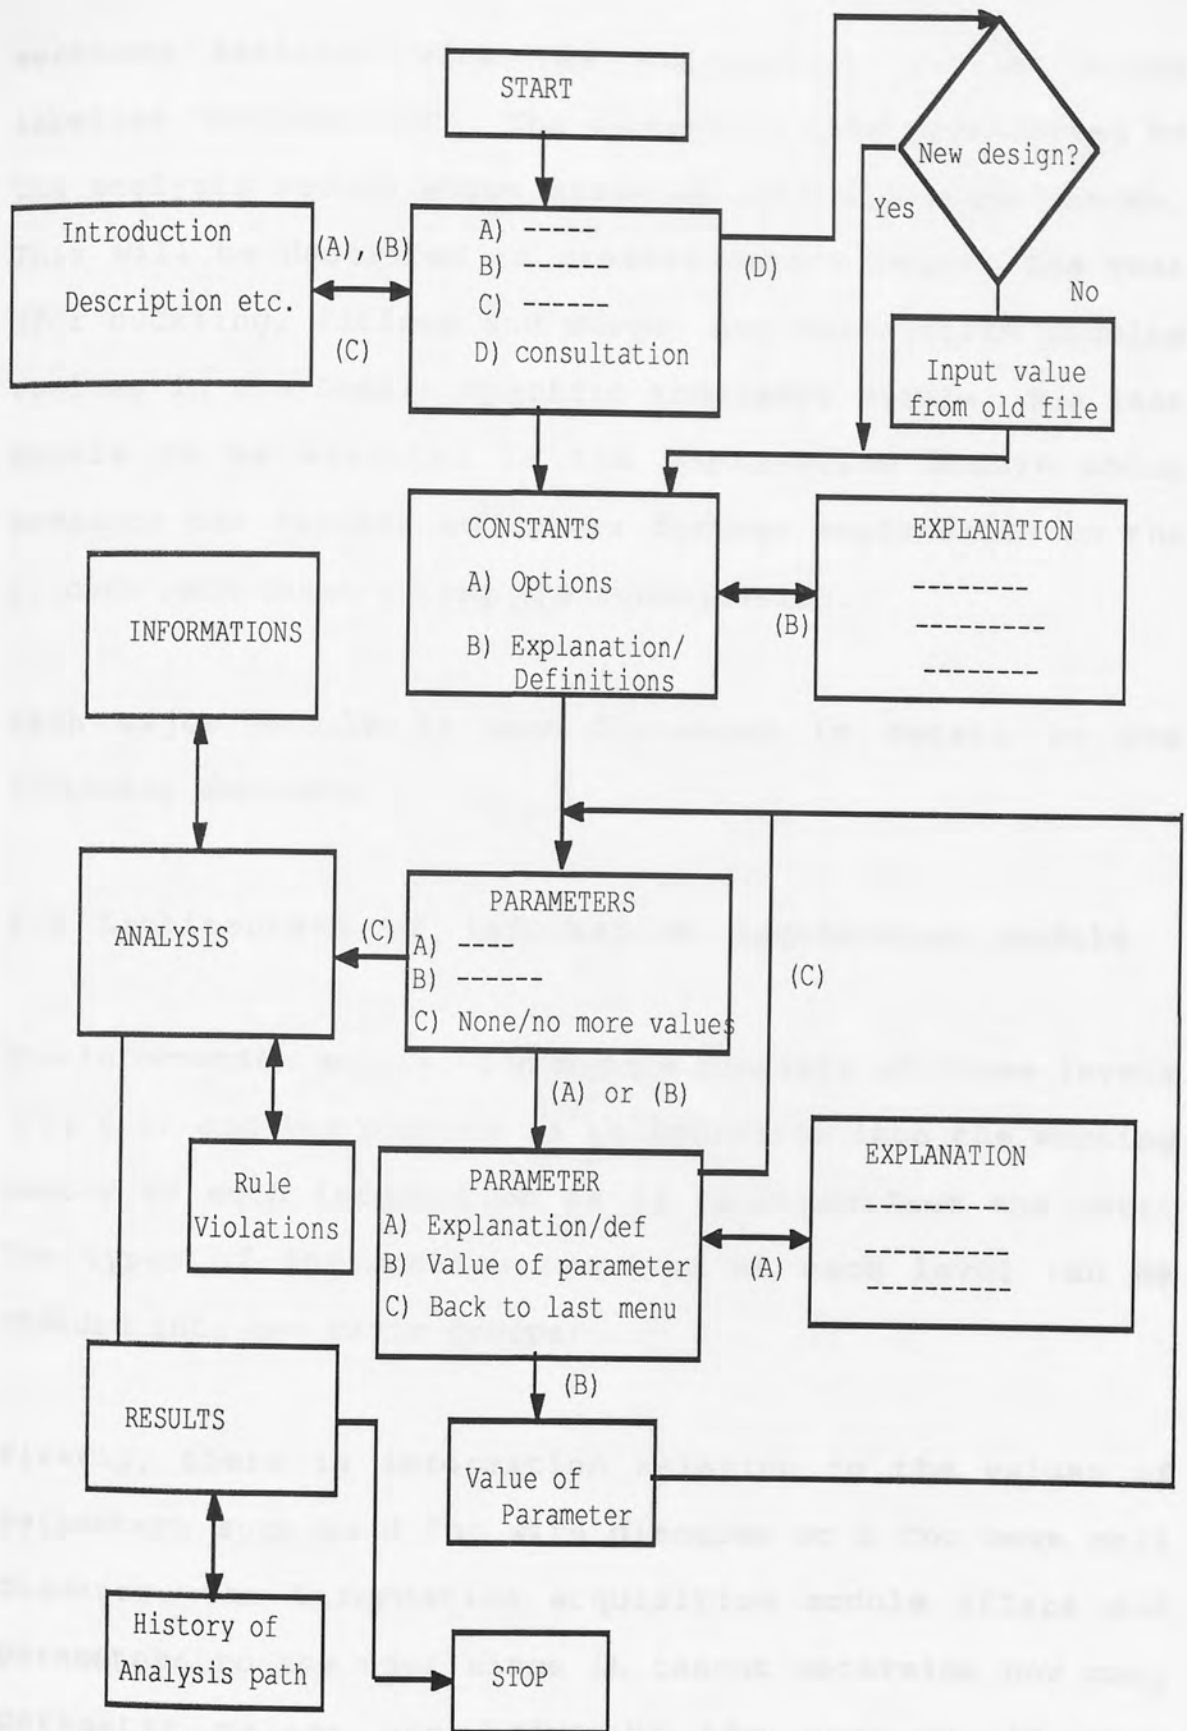 START
New design?
Yes
No
Introduction
Description etc.
(A),(B)
(C)
A) -----
B) -----
C) -----
D) consultation
(D)
Input value
from old file
CONSTANTS
A) Options
B) Explanation/
Definitions
(B)
EXPLANATION
INFORMATIONS
ANALYSIS
(C)
PARAMETERS
A) ----
B) ------
C) None/no more values
(C)
(A) or (B)
Rule
Violations
PARAMETER
A) Explanation/def
B) Value of parameter
C) Back to last menu
(A)
EXPLANATION
(B)
RESULTS
Value of
Parameter
History of
Analysis path
STOP